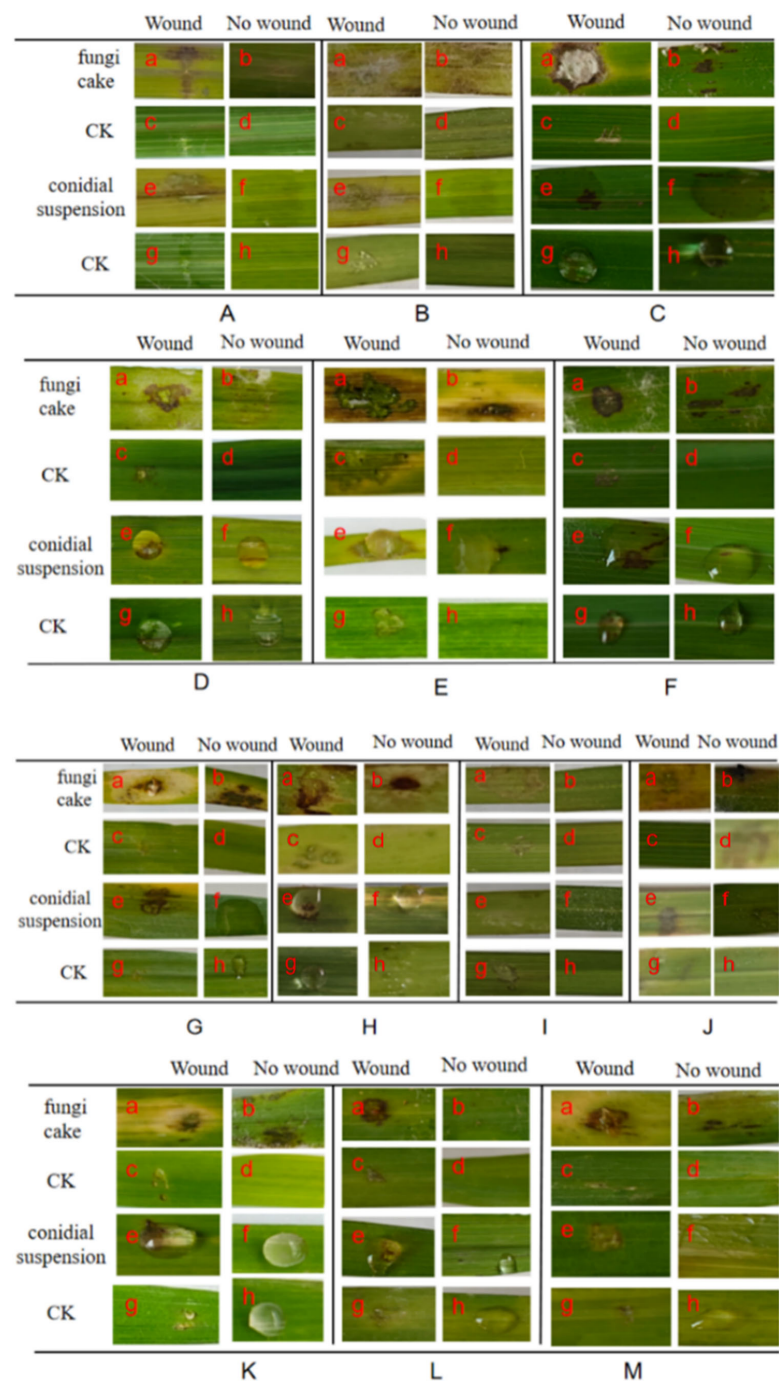 Wound No wound Wound No wound Wound No wound
fungi cake a b a b a b
CK c d c d c d
conidial suspension e f e f e f
CK g h g h g h
A B C
Wound No wound Wound No wound Wound No wound
fungi cake a b a b a b
CK c d c d c d
conidial suspension e f e f e f
CK g h g h g h
D E F
Wound No wound Wound No wound Wound No wound Wound No wound
fungi cake a b a b a b a b
CK c d c d c d c d
conidial suspension e f e f e f e f
CK g h g h g h g h
G H I J
Wound No wound Wound No wound Wound No wound
fungi cake a b a b a b
CK c d c d c d
conidial suspension e f e f e f
CK g h g h g h
K L M